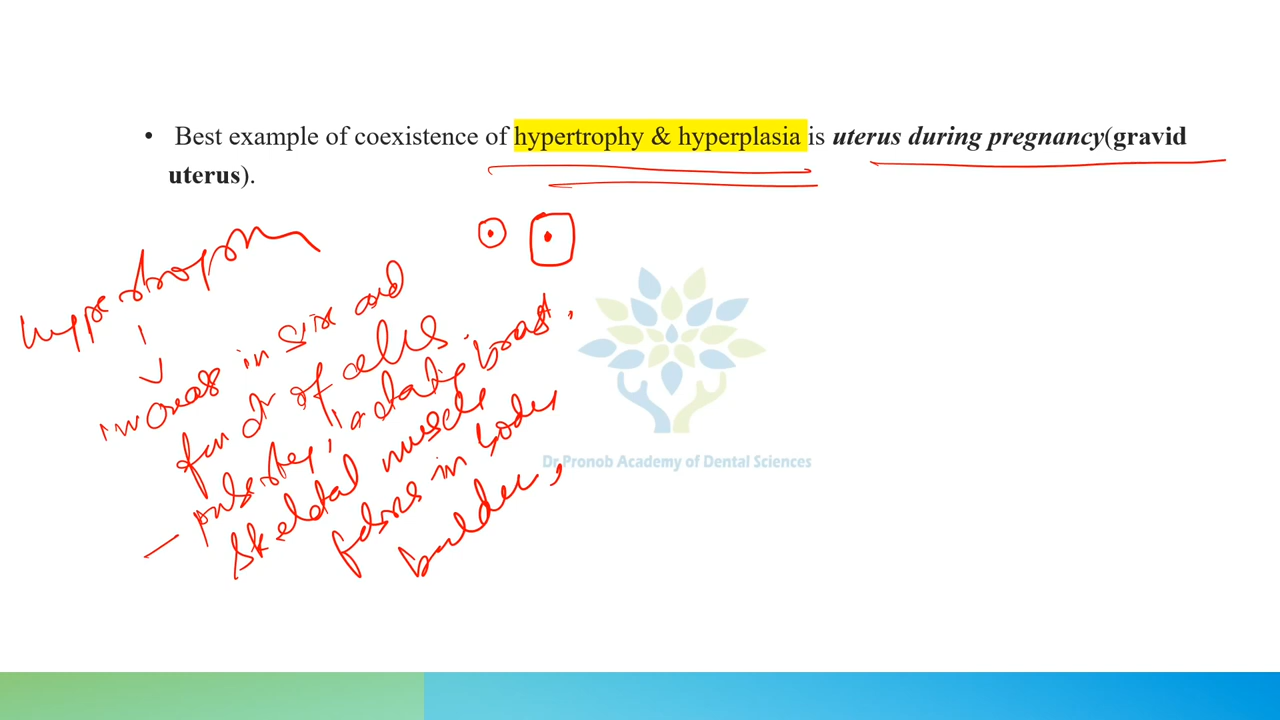 • Best example of coexistence of hypertrophy & hyperplasia is uterus during pregnancy(gravid
uterus).
hypertrophy
increase in size and
funct of cells.
puberty, lactating breast,
skeletal muscle
fibres in body
builder,
Dr Pronob Academy of Dental Sciences